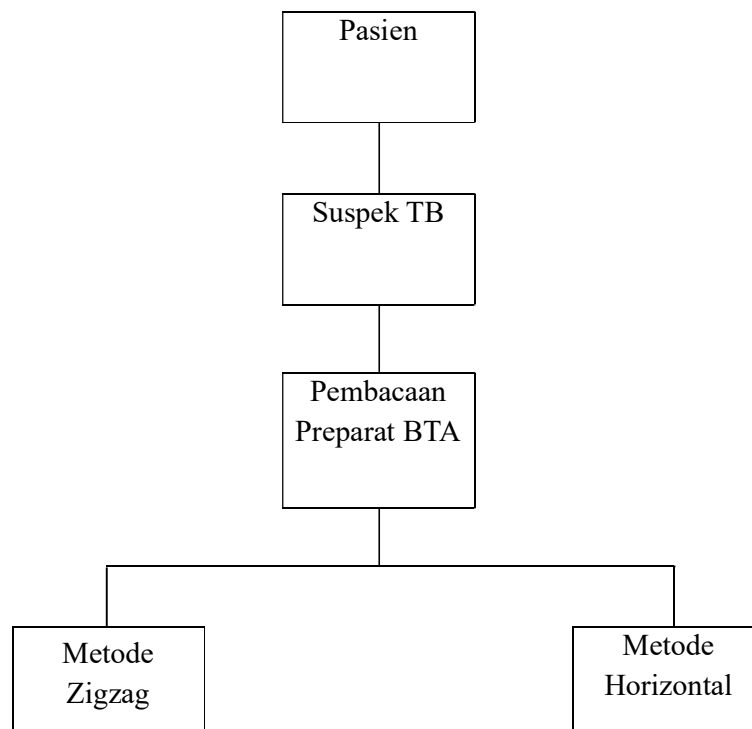 Pasien
Suspek TB
Pembacaan
Preparat BTA
Metode
Zigzag
Metode
Horizontal